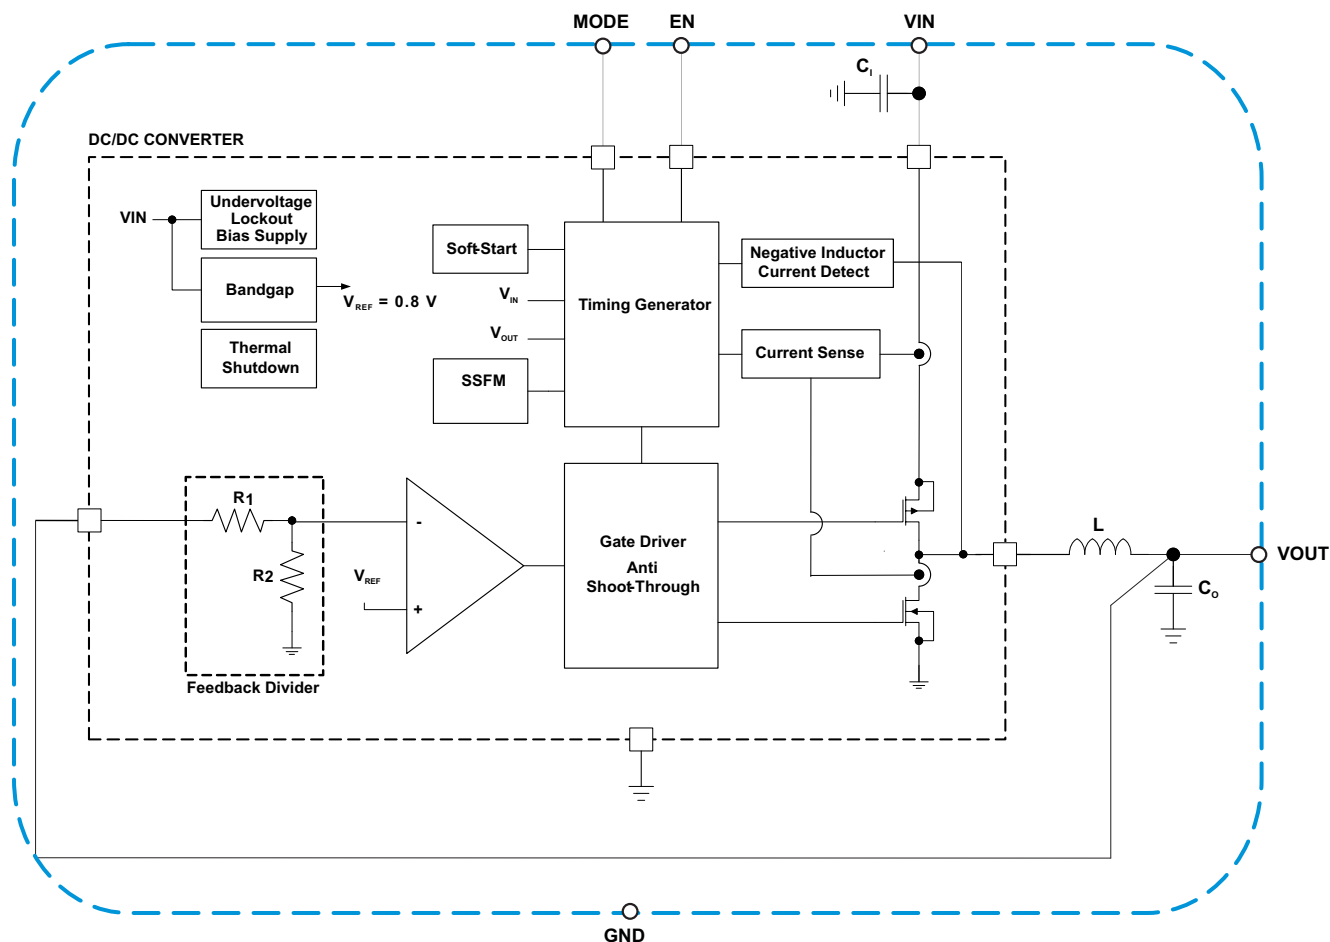 MODE
EN
VIN
CI
DC/DC CONVERTER
VIN
Undervoltage
Lockout
Bias Supply
Bandgap
VREF = 0.8 V
Thermal
Shutdown
Soft-Start
VIN
VOUT
SSFM
Timing Generator
Negative Inductor
Current Detect
Current Sense
R1
R2
Feedback Divider
-
VREF
+
Gate Driver
Anti
Shoot-Through
L
VOUT
CO
GND